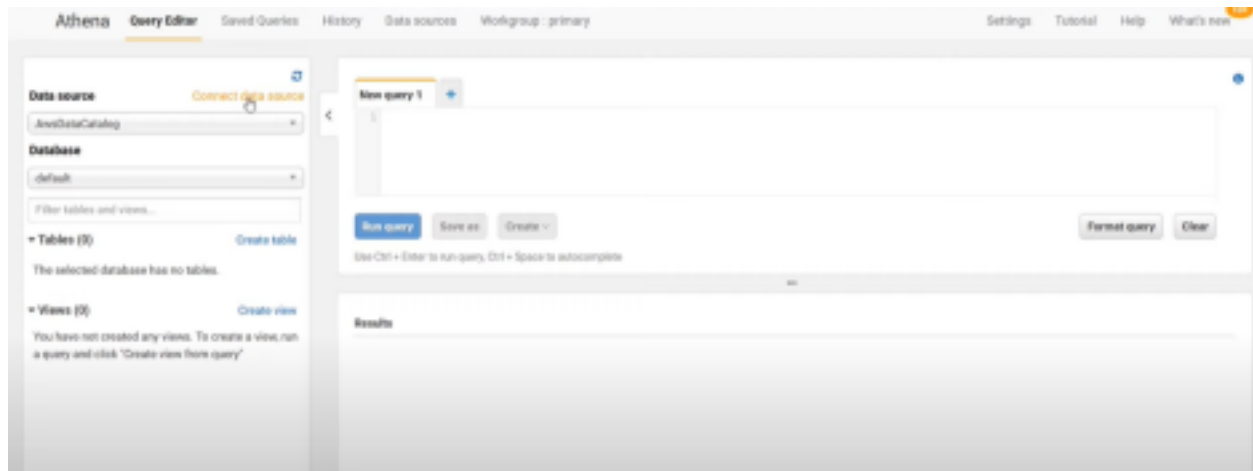 Athena Query Editor Saved Queries History Data sources Workgroup : primary Settings Tutorial Help What's new
Data source Connect data source
AwsDataCatalog
Database
default
Filter tables and views...
Tables (0) Create table
The selected database has no tables.
Views (0) Create view
You have not created any views. To create a view, run
a query and click "Create view from query"
New query 1 +
1
Run query Save as Create
Format query Clear
Use Ctrl + Enter to run query, Ctrl + Space to autocomplete
Results